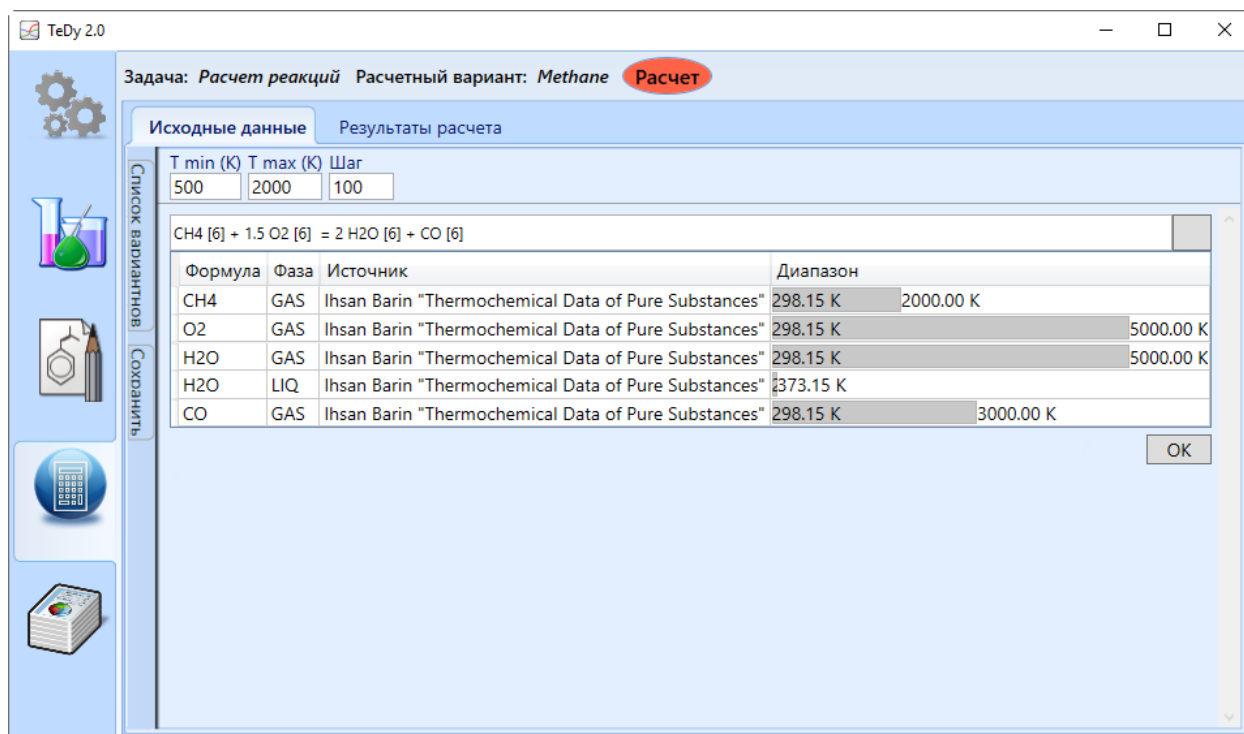 TeDy 2.0
Задача: Расчет реакций Расчетный вариант: Methane Расчет
Исходные данные Результаты расчета
Список вариантнов
Сохранить
T min (K) T max (K) Шаг
500 2000 100
CH4 [6] + 1.5 O2 [6] = 2 H2O [6] + CO [6]
Формула Фаза Источник Диапазон
CH4 GAS Ihsan Barin "Thermochemical Data of Pure Substances" 298.15 K 2000.00 K
O2 GAS Ihsan Barin "Thermochemical Data of Pure Substances" 298.15 K 5000.00 K
H2O GAS Ihsan Barin "Thermochemical Data of Pure Substances" 298.15 K 5000.00 K
H2O LIQ Ihsan Barin "Thermochemical Data of Pure Substances" 373.15 K
CO GAS Ihsan Barin "Thermochemical Data of Pure Substances" 298.15 K 3000.00 K
OK